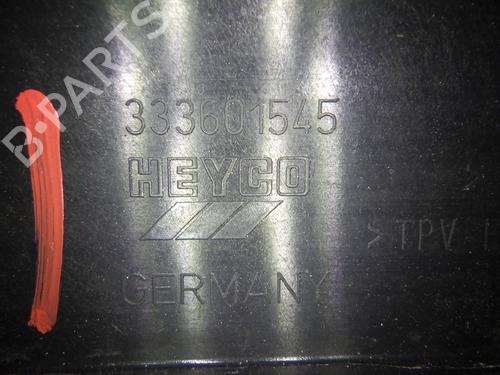 B-PARTS
333601545
HEYCO
> TPV
GERMANY